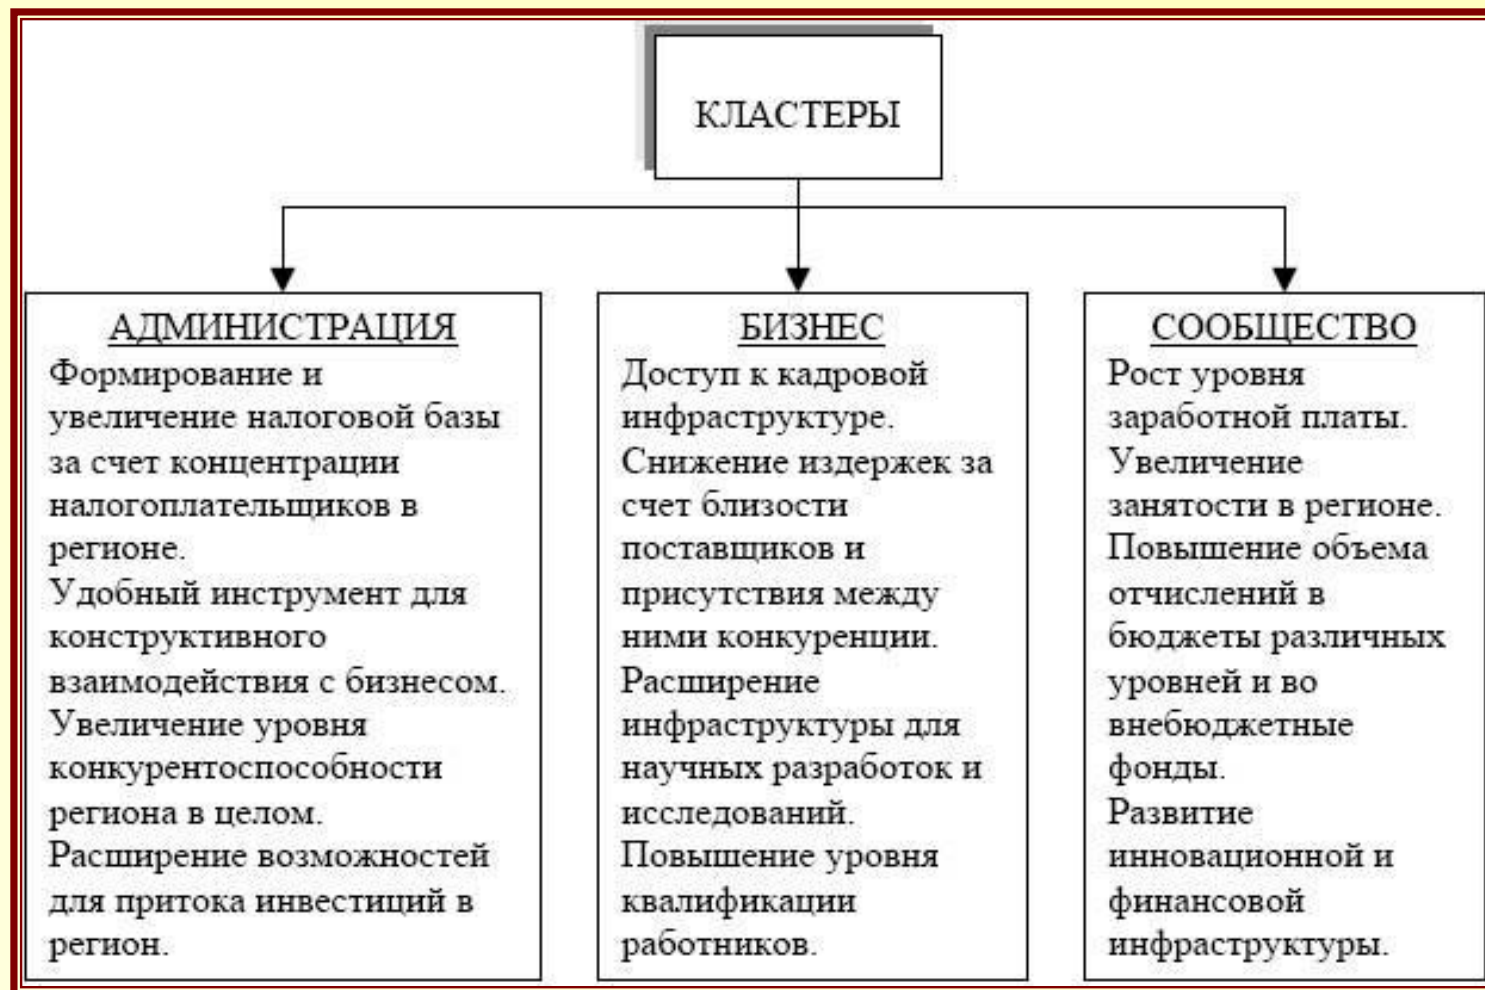 КЛАСТЕРЫ
АДМИНИСТРАЦИЯ
Формирование и
увеличение налоговой базы
за счет концентрации
налогоплательщиков в
регионе.
Удобный инструмент для
конструктивного
взаимодействия с бизнесом.
Увеличение уровня
конкурентоспособности
региона в целом.
Расширение возможностей
для притока инвестиций в
регион.
БИЗНЕС
Доступ к кадровой
инфраструктуре.
Снижение издержек за
счет близости
поставщиков и
присутствия между
ними конкуренции.
Расширение
инфраструктуры для
научных разработок и
исследований.
Повышение уровня
квалификации
работников.
СООБЩЕСТВО
Рост уровня
заработной платы.
Увеличение
занятости в регионе.
Повышение объема
отчислений в
бюджеты различных
уровней и во
внебюджетные
фонды.
Развитие
инновационной и
финансовой
инфраструктуры.